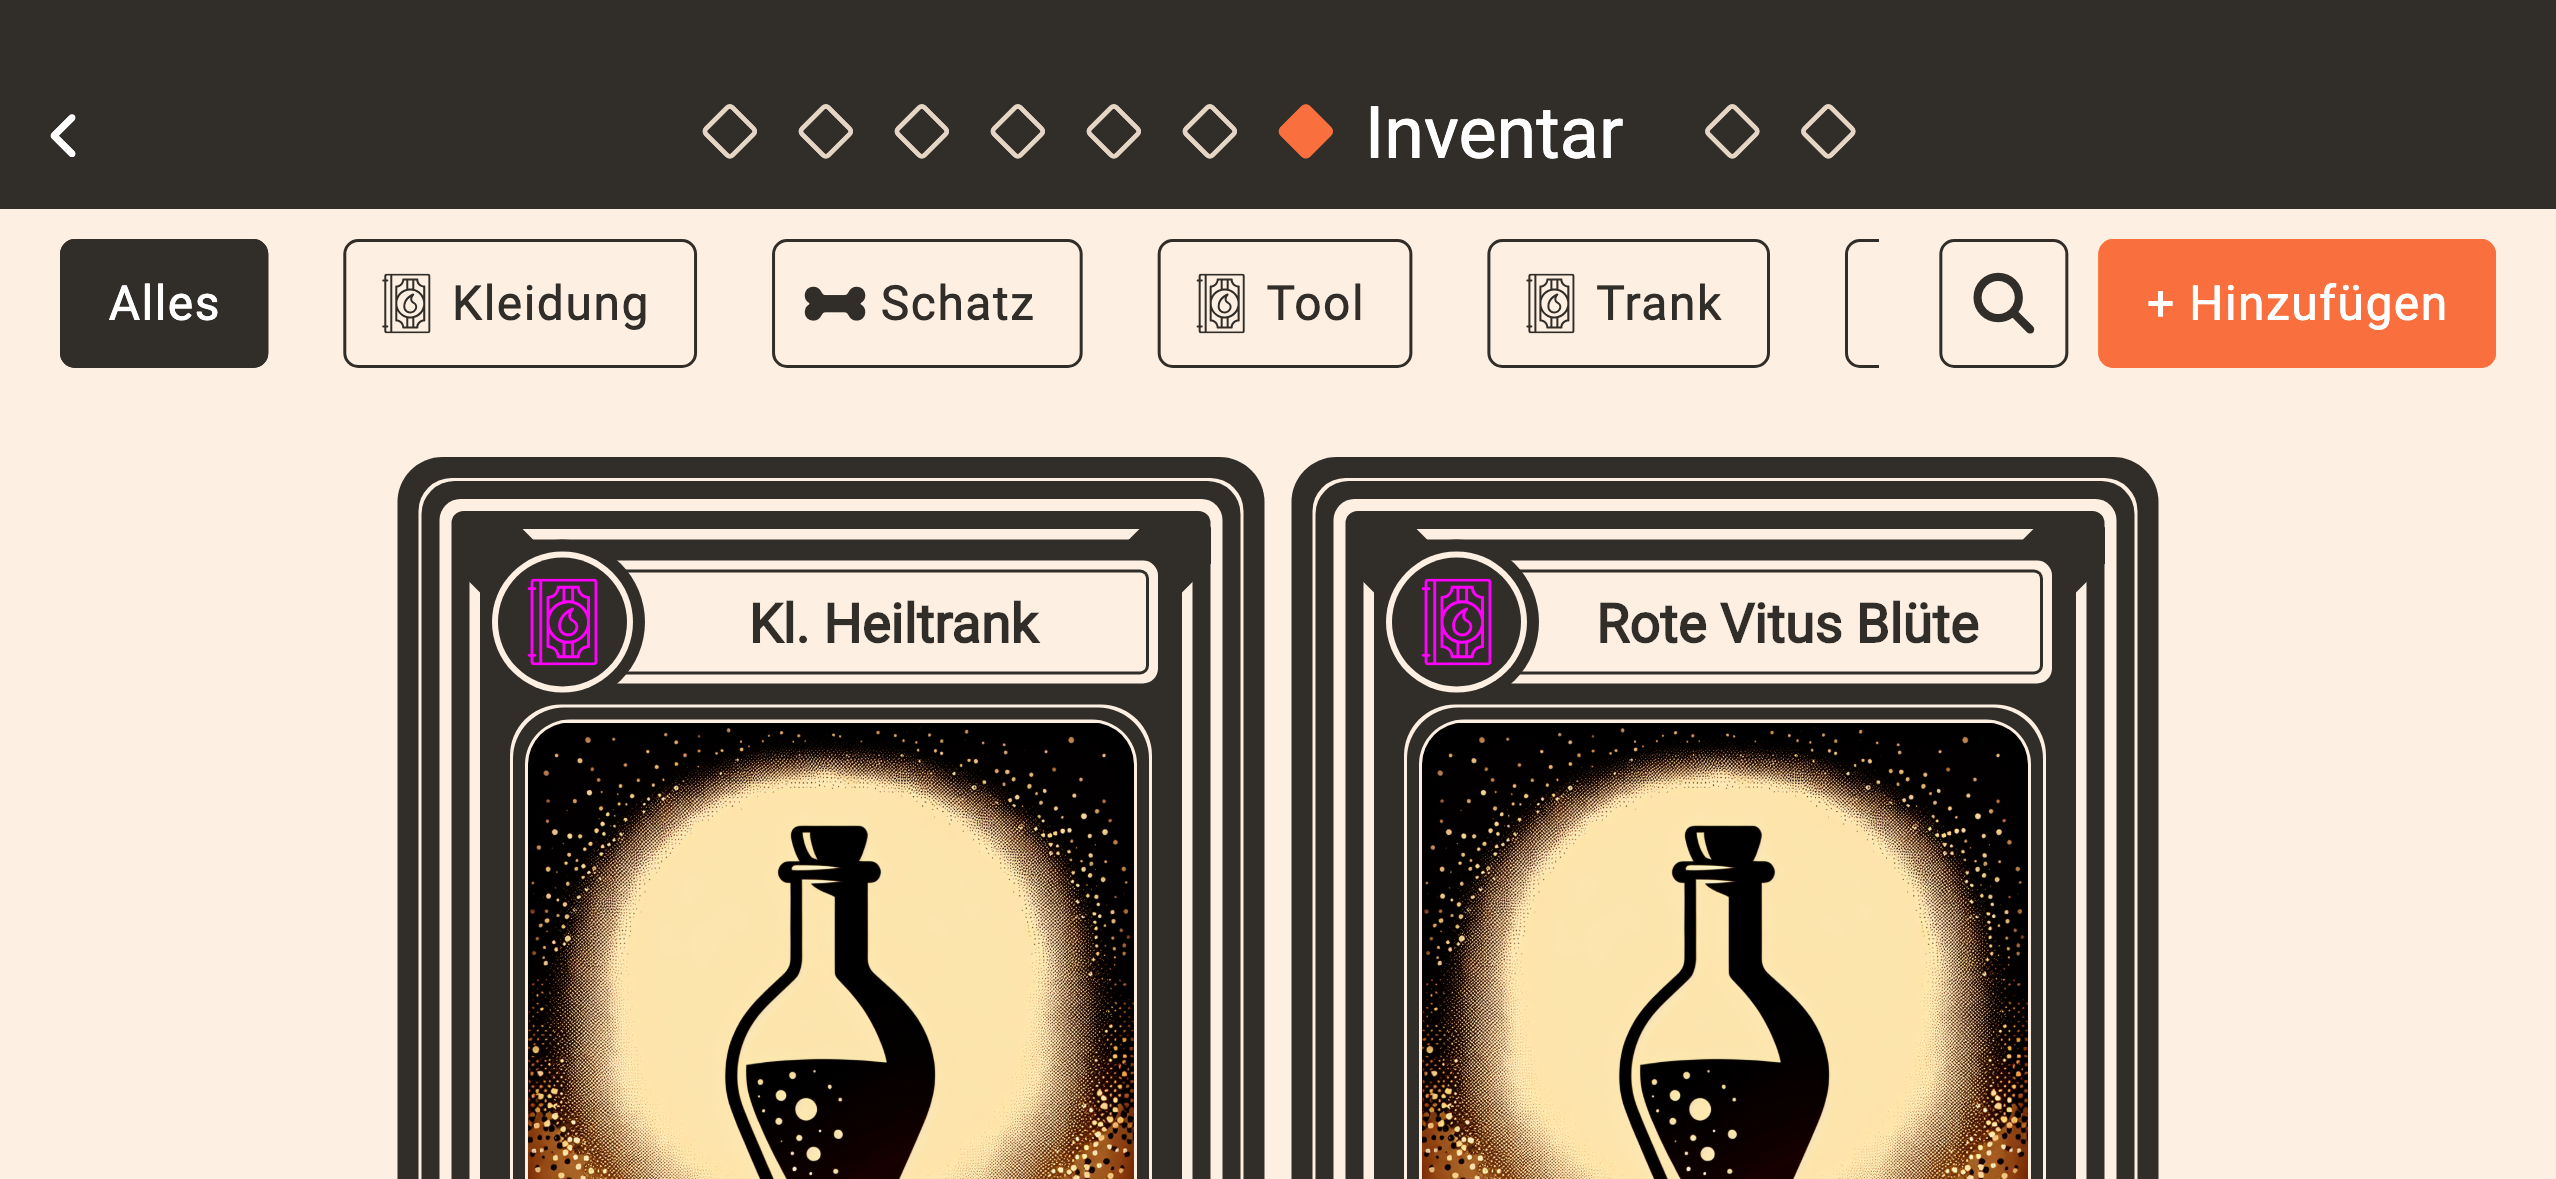 Inventar
Alles
Kleidung
Schatz
Tool
Trank
+ Hinzufügen
Kl. Heiltrank
Rote Vitus Blüte